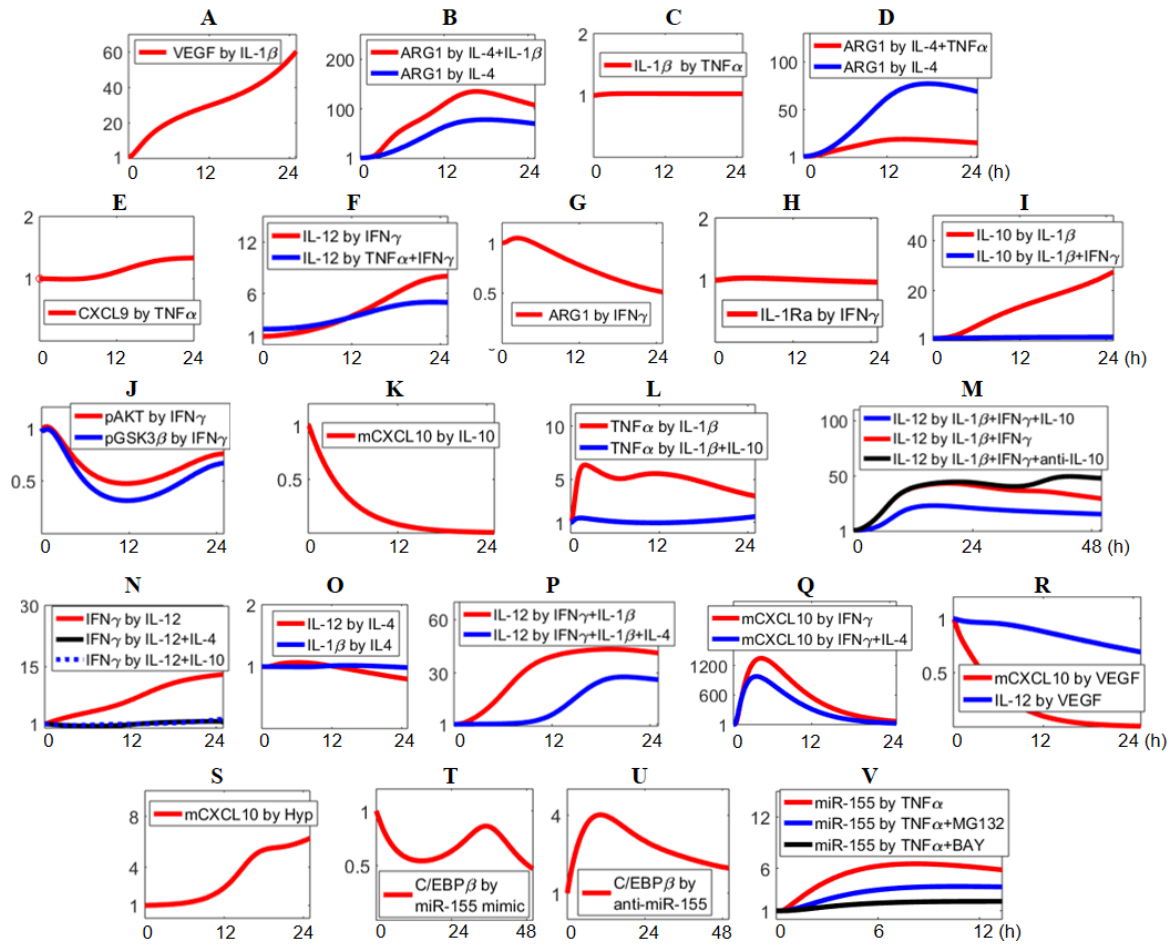 A B C D
60
40
20
1
VEGF by IL-1β
0 12 24
200
100
1
ARG1 by IL-4+IL-1β
ARG1 by IL-4
0 12 24
2
1
IL-1β by TNFα
0 12 24
100
50
1
ARG1 by IL-4+TNFα
ARG1 by IL-4
0 12 24 (h)
E F G H I
2
1
CXCL9 by TNFα
0 12 24
12
6
1
IL-12 by IFNγ
IL-12 by TNFα+IFNγ
0 12 24
1
0.5
ARG1 by IFNγ
0 12 24
2
1
IL-1Ra by IFNγ
0 12 24
40
20
1
IL-10 by IL-1β
IL-10 by IL-1β+IFNγ
0 12 24 (h)
J K L M
1
0.5
pAKT by IFNγ
pGSK3β by IFNγ
0 12 24
1
0.5
mCXCL10 by IL-10
0 12 24
10
5
1
TNFα by IL-1β
TNFα by IL-1β+IL-10
0 12 24
100
50
1
IL-12 by IL-1β+IFNγ+IL-10
IL-12 by IL-1β+IFNγ
IL-12 by IL-1β+IFNγ+anti-IL-10
0 24 48 (h)
N O P Q R
30
15
1
IFNγ by IL-12
IFNγ by IL-12+IL-4
IFNγ by IL-12+IL-10
0 12 24
2
1
IL-12 by IL-4
IL-1β by IL4
0 12 24
60
30
1
IL-12 by IFNγ+IL-1β
IL-12 by IFNγ+IL-1β+IL-4
0 12 24
1200
600
1
mCXCL10 by IFNγ
mCXCL10 by IFNγ+IL-4
0 12 24
1
0.5
mCXCL10 by VEGF
IL-12 by VEGF
0 12 24 (h)
S T U V
8
4
1
mCXCL10 by Hyp
0 12 24
1
0.5
C/EBPβ by
miR-155 mimic
0 24 48
4
2
1
C/EBPβ by
anti-miR-155
0 24 48
12
6
1
miR-155 by TNFα
miR-155 by TNFα+MG132
miR-155 by TNFα+BAY
0 6 12 (h)